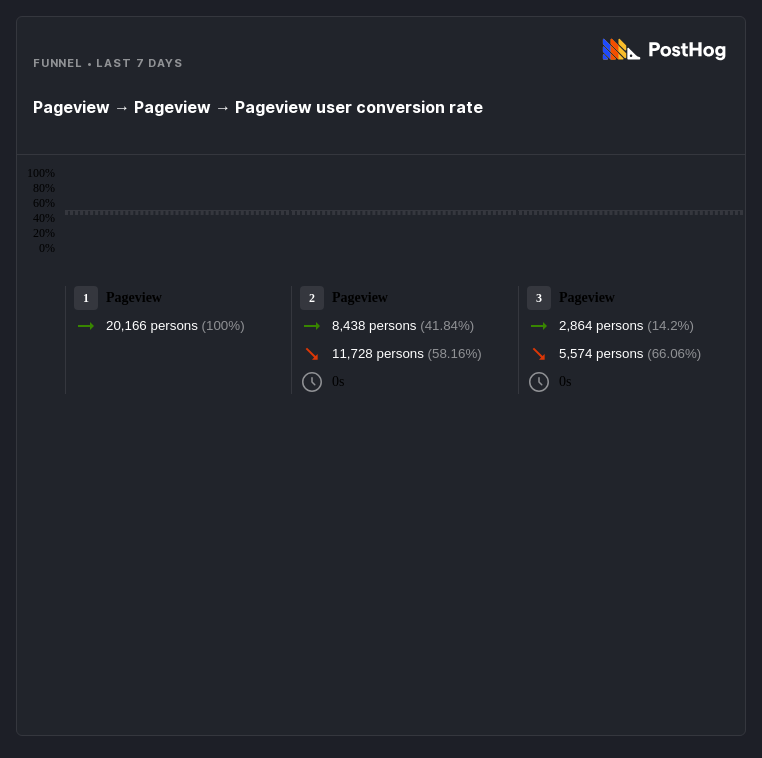 PostHog
FUNNEL • LAST 7 DAYS
Pageview → Pageview → Pageview user conversion rate
100%
80%
60%
40%
20%
0%
1 Pageview
20,166 persons (100%)
2 Pageview
8,438 persons (41.84%)
11,728 persons (58.16%)
0s
3 Pageview
2,864 persons (14.2%)
5,574 persons (66.06%)
0s